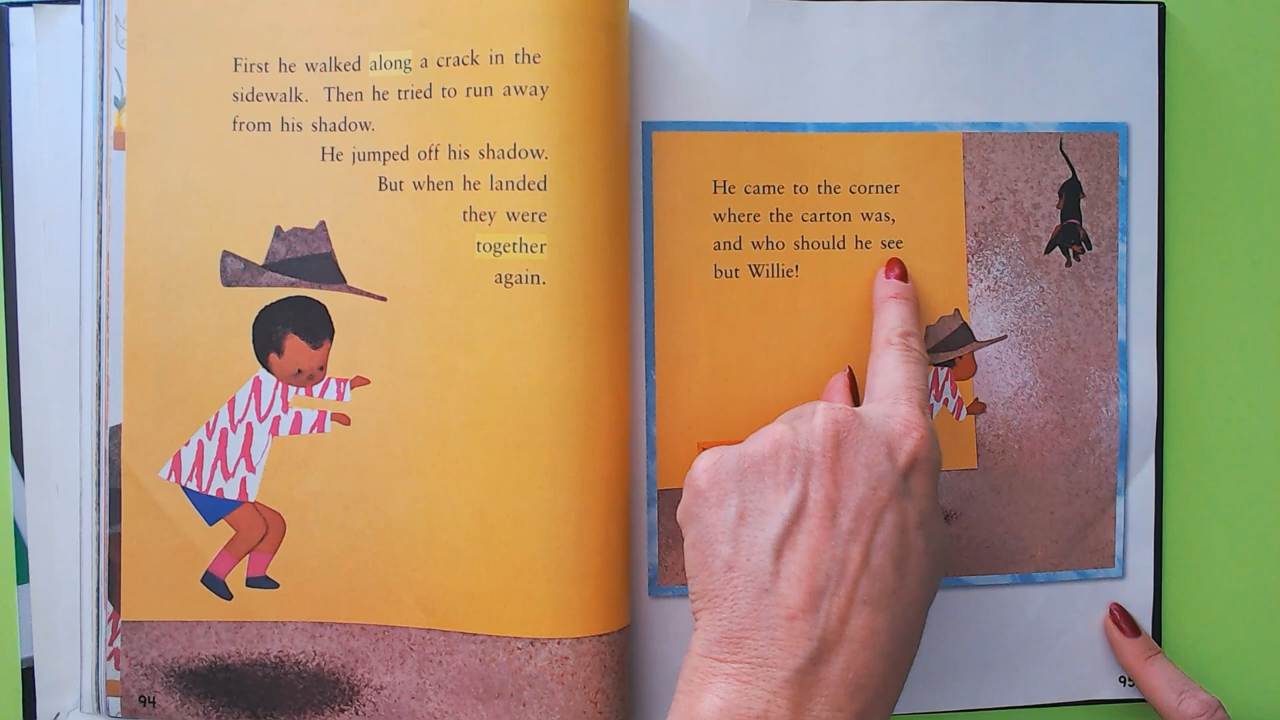 First he walked along a crack in the
sidewalk. Then he tried to run away
from his shadow.
He jumped off his shadow.
But when he landed
they were
together
again.
94
He came to the corner
where the carton was,
and who should he see
but Willie!
95